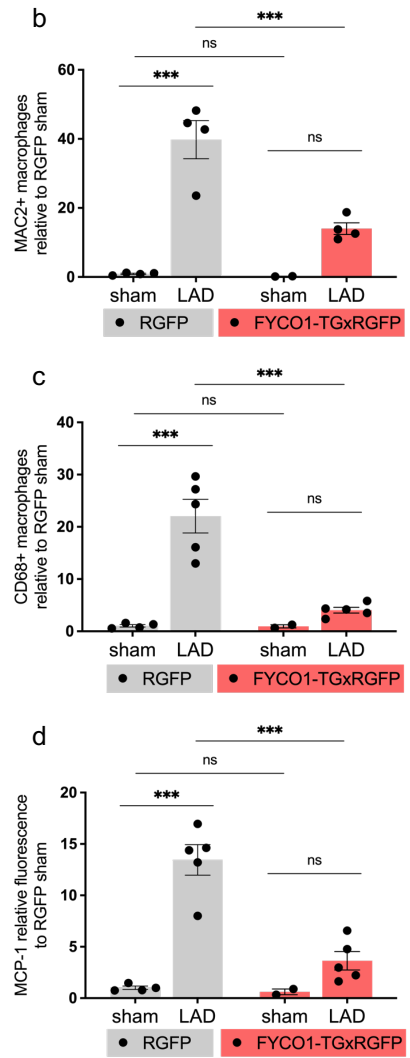 b
***
ns
***
ns
MAC2+ macrophages
relative to RGFP sham
60
40
20
0
sham LAD sham LAD
RGFP FYCO1-TGxRGFP
c
***
ns
***
ns
CD68+ macrophages
relative to RGFP sham
40
30
20
10
0
sham LAD sham LAD
RGFP FYCO1-TGxRGFP
d
***
ns
***
ns
MCP-1 relative fluorescence
to RGFP sham
20
15
10
5
0
sham LAD sham LAD
RGFP FYCO1-TGxRGFP